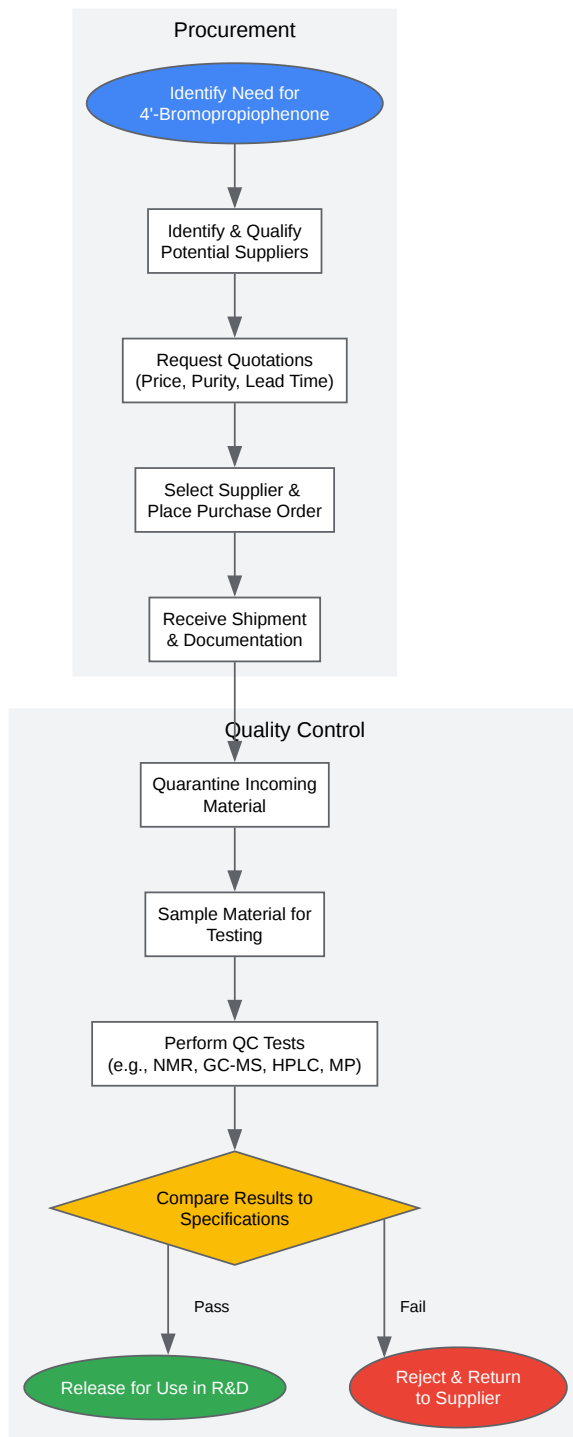 Procurement
Identify Need for
4'-Bromopropiophenone
Identify & Qualify
Potential Suppliers
Request Quotations
(Price, Purity, Lead Time)
Select Supplier &
Place Purchase Order
Receive Shipment
& Documentation
Quality Control
Quarantine Incoming
Material
Sample Material for
Testing
Perform QC Tests
(e.g., NMR, GC-MS, HPLC, MP)
Compare Results to
Specifications
Pass
Fail
Release for Use in R&D
Reject & Return
to Supplier